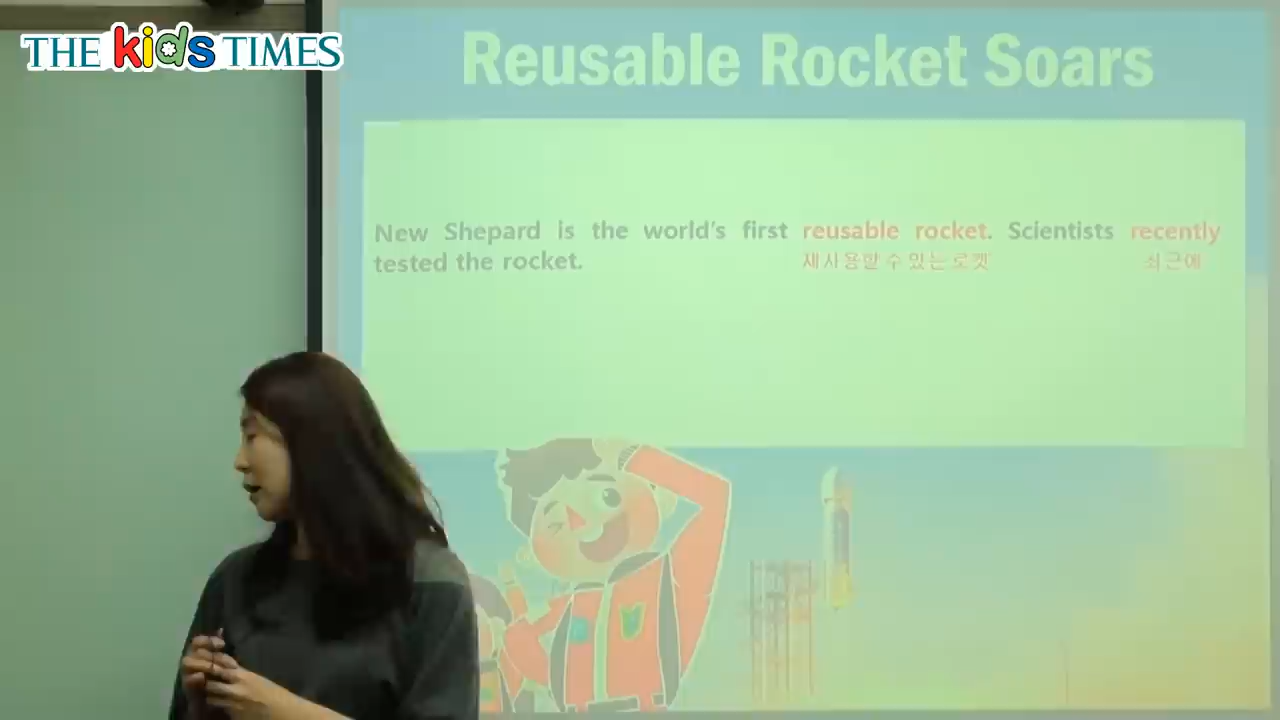 THE kids TIMES
Reusable Rocket Soars
New Shepard is the world's first reusable rocket. Scientists recently
tested the rocket. 재사용할 수 있는 로켓 최근에